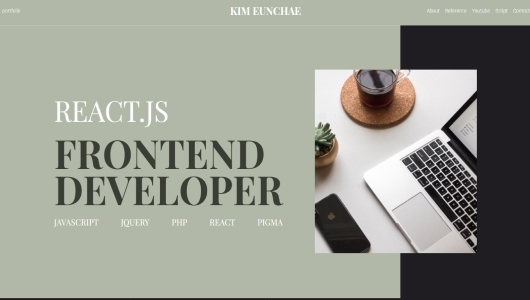 portfolio
KIM EUNCHAE
About Reference Youtube Script Contact
REACT.JS
FRONTEND
DEVELOPER
JAVASCRIPT JQUERY PHP REACT PIGMA